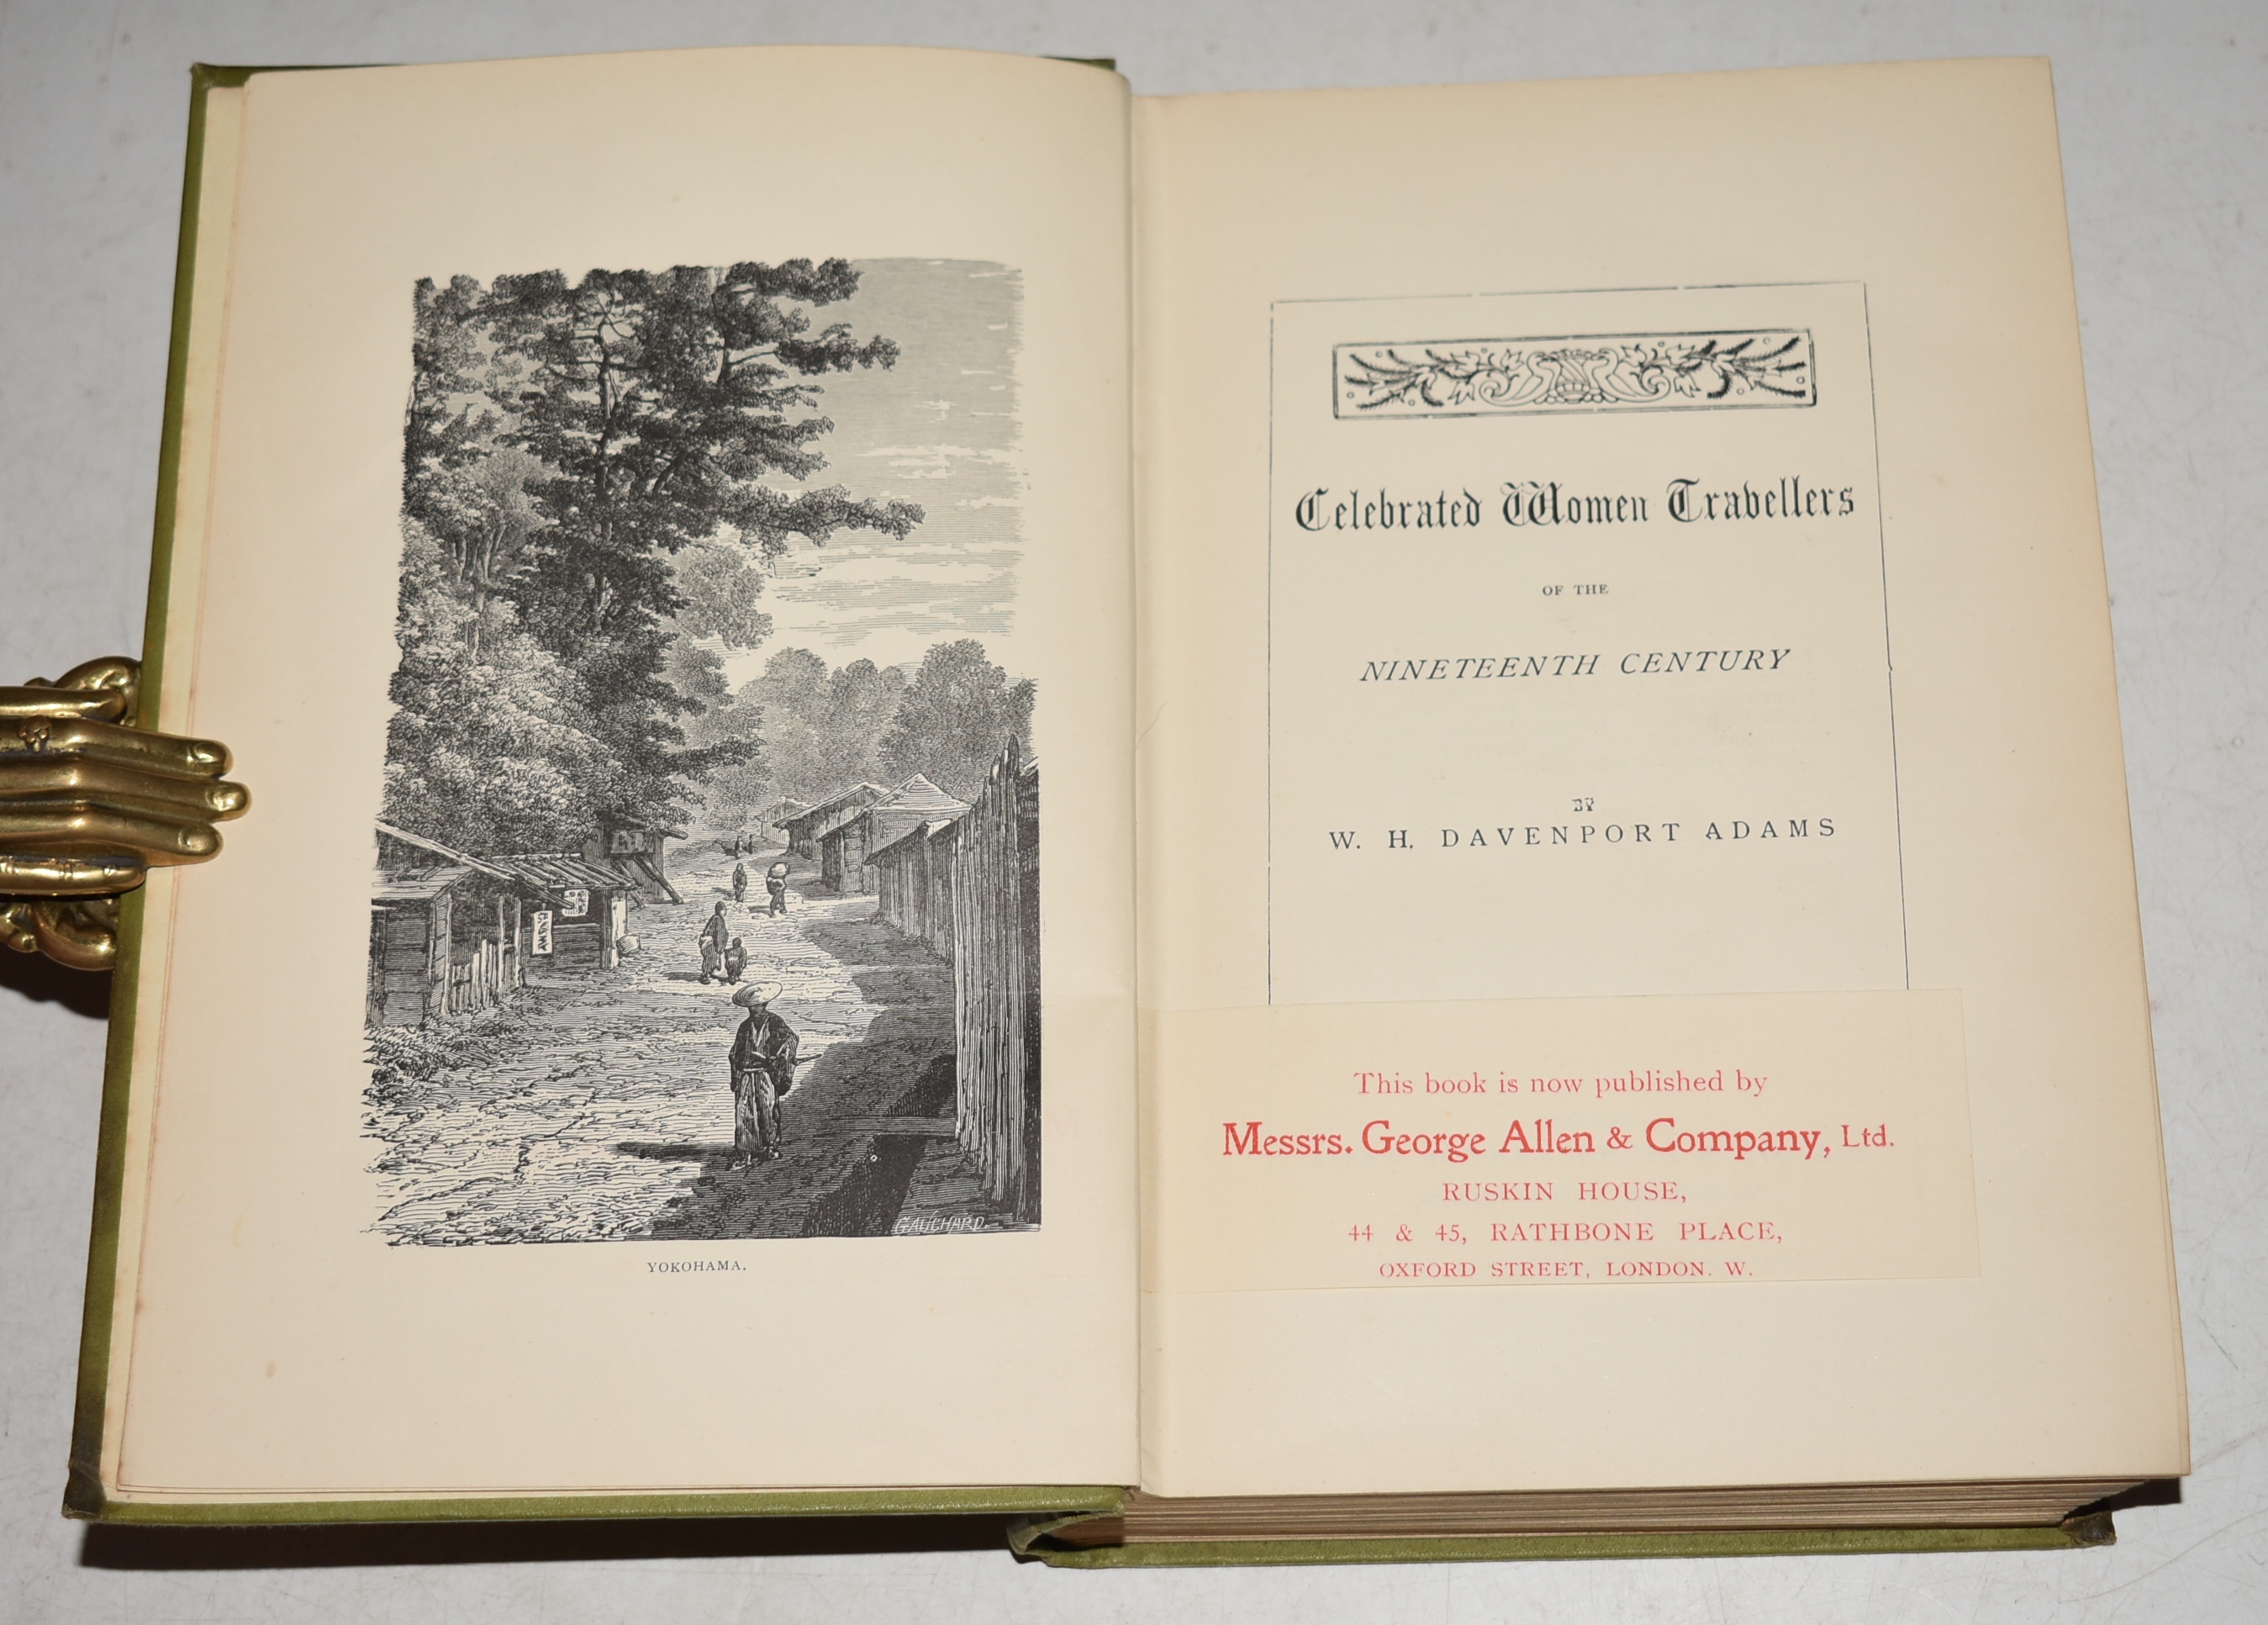 GAUCHARD.
YOKOHAMA.
Celebrated Women Travellers
OF THE
NINETEENTH CENTURY
BY
W. H. DAVENPORT ADAMS
This book is now published by
Messrs. George Allen & Company, Ltd.
RUSKIN HOUSE,
44 & 45, RATHBONE PLACE,
OXFORD STREET, LONDON. W.